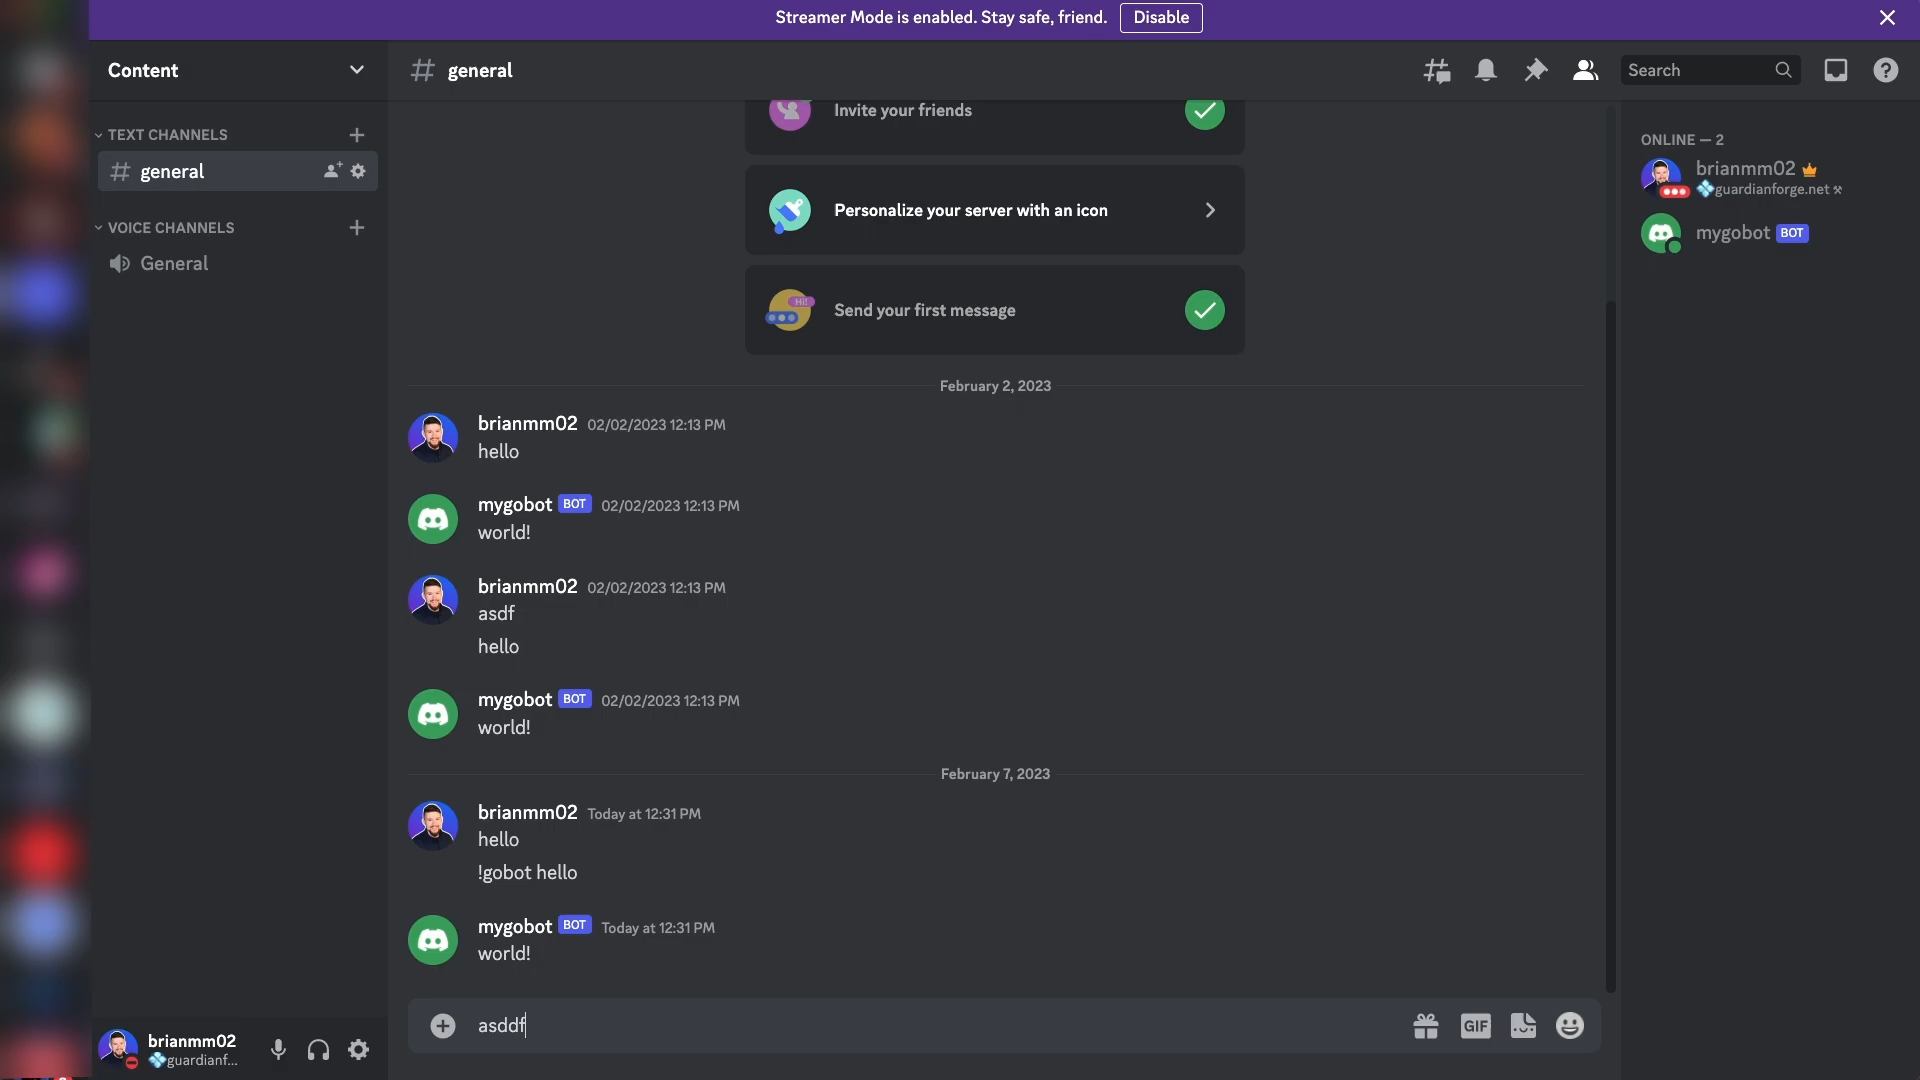 Streamer Mode is enabled. Stay safe, friend. Disable
Content
general
Search
TEXT CHANNELS
general
VOICE CHANNELS
General
Invite your friends
Personalize your server with an icon
Hi!
Send your first message
February 2, 2023
brianmm02 02/02/2023 12:13 PM
hello
mygobot BOT 02/02/2023 12:13 PM
world!
brianmm02 02/02/2023 12:13 PM
asdf
hello
mygobot BOT 02/02/2023 12:13 PM
world!
February 7, 2023
brianmm02 Today at 12:31 PM
hello
!gobot hello
mygobot BOT Today at 12:31 PM
world!
asddf
GIF
ONLINE — 2
brianmm02
guardianforge.net
mygobot BOT
brianmm02
guardianf...